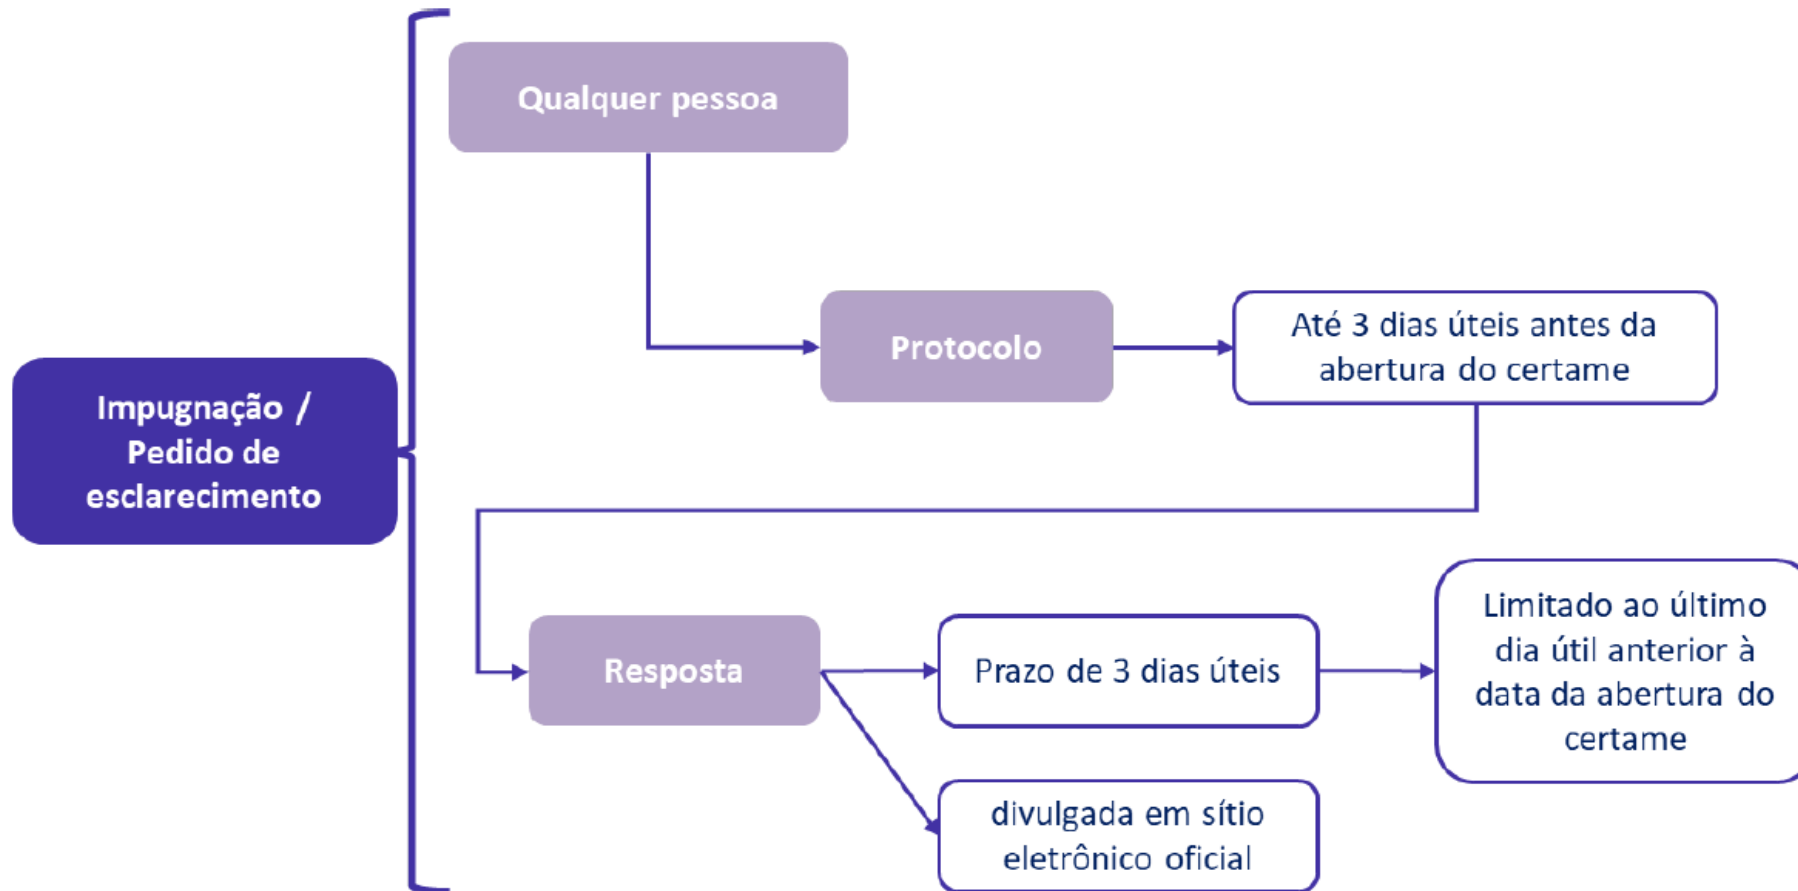 Qualquer pessoa
Protocolo
Até 3 dias úteis antes da
abertura do certame
Impugnação /
Pedido de
esclarecimento
Resposta
Prazo de 3 dias úteis
Limitado ao último
dia útil anterior à
data da abertura do
certame
divulgada em sítio
eletrônico oficial